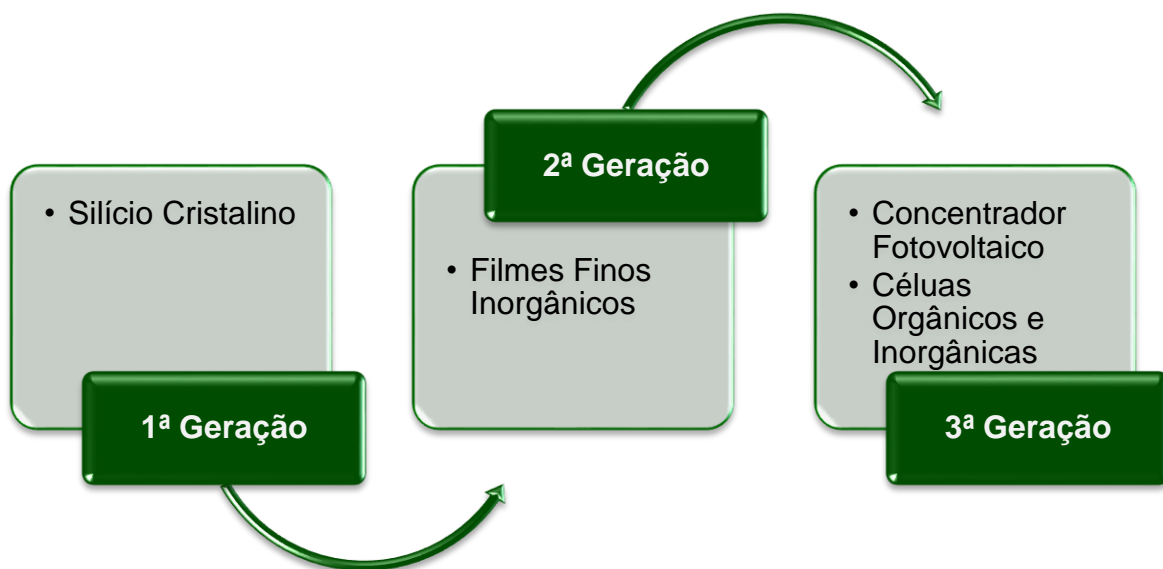 • Silício Cristalino
1ª Geração
2ª Geração
• Filmes Finos
Inorgânicos
• Concentrador
Fotovoltaico
• Céluas
Orgânicos e
Inorgânicas
3ª Geração